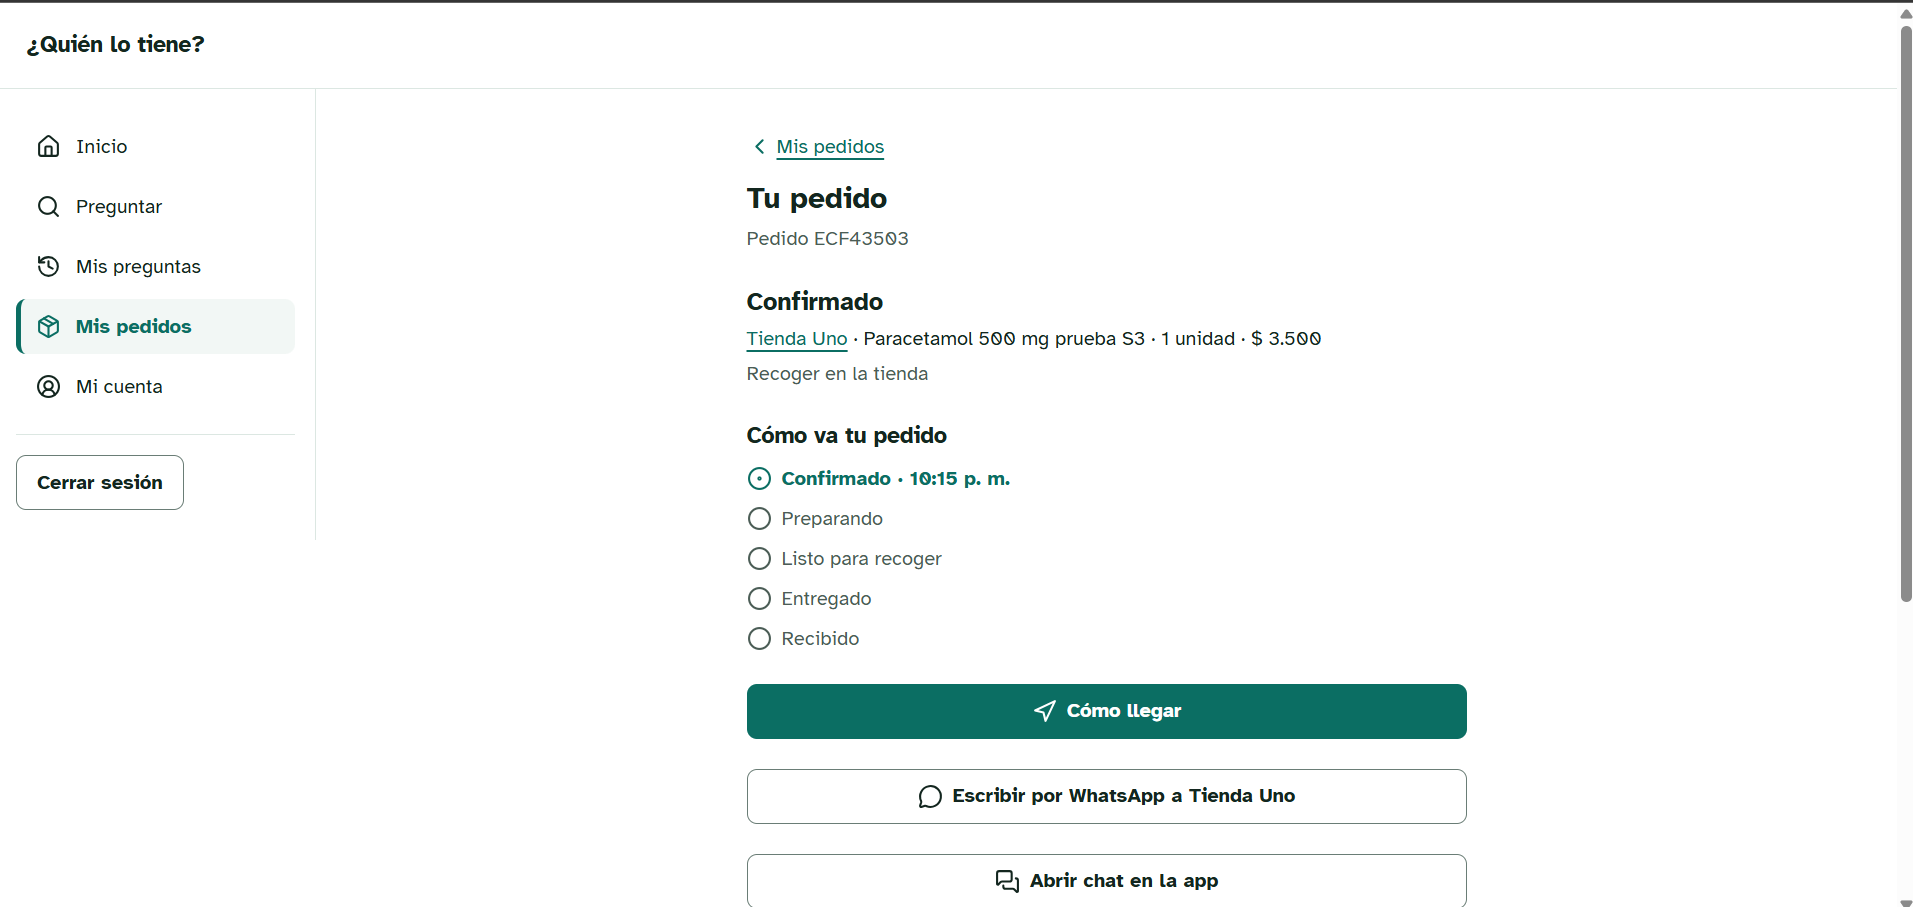 ¿Quién lo tiene?
Inicio
Preguntar
Mis preguntas
Mis pedidos
Mi cuenta
Cerrar sesión
Mis pedidos
Tu pedido
Pedido ECF43503
Confirmado
Tienda Uno · Paracetamol 500 mg prueba S3 · 1 unidad · $ 3.500
Recoger en la tienda
Cómo va tu pedido
Confirmado · 10:15 p. m.
Preparando
Listo para recoger
Entregado
Recibido
Cómo llegar
Escribir por WhatsApp a Tienda Uno
Abrir chat en la app